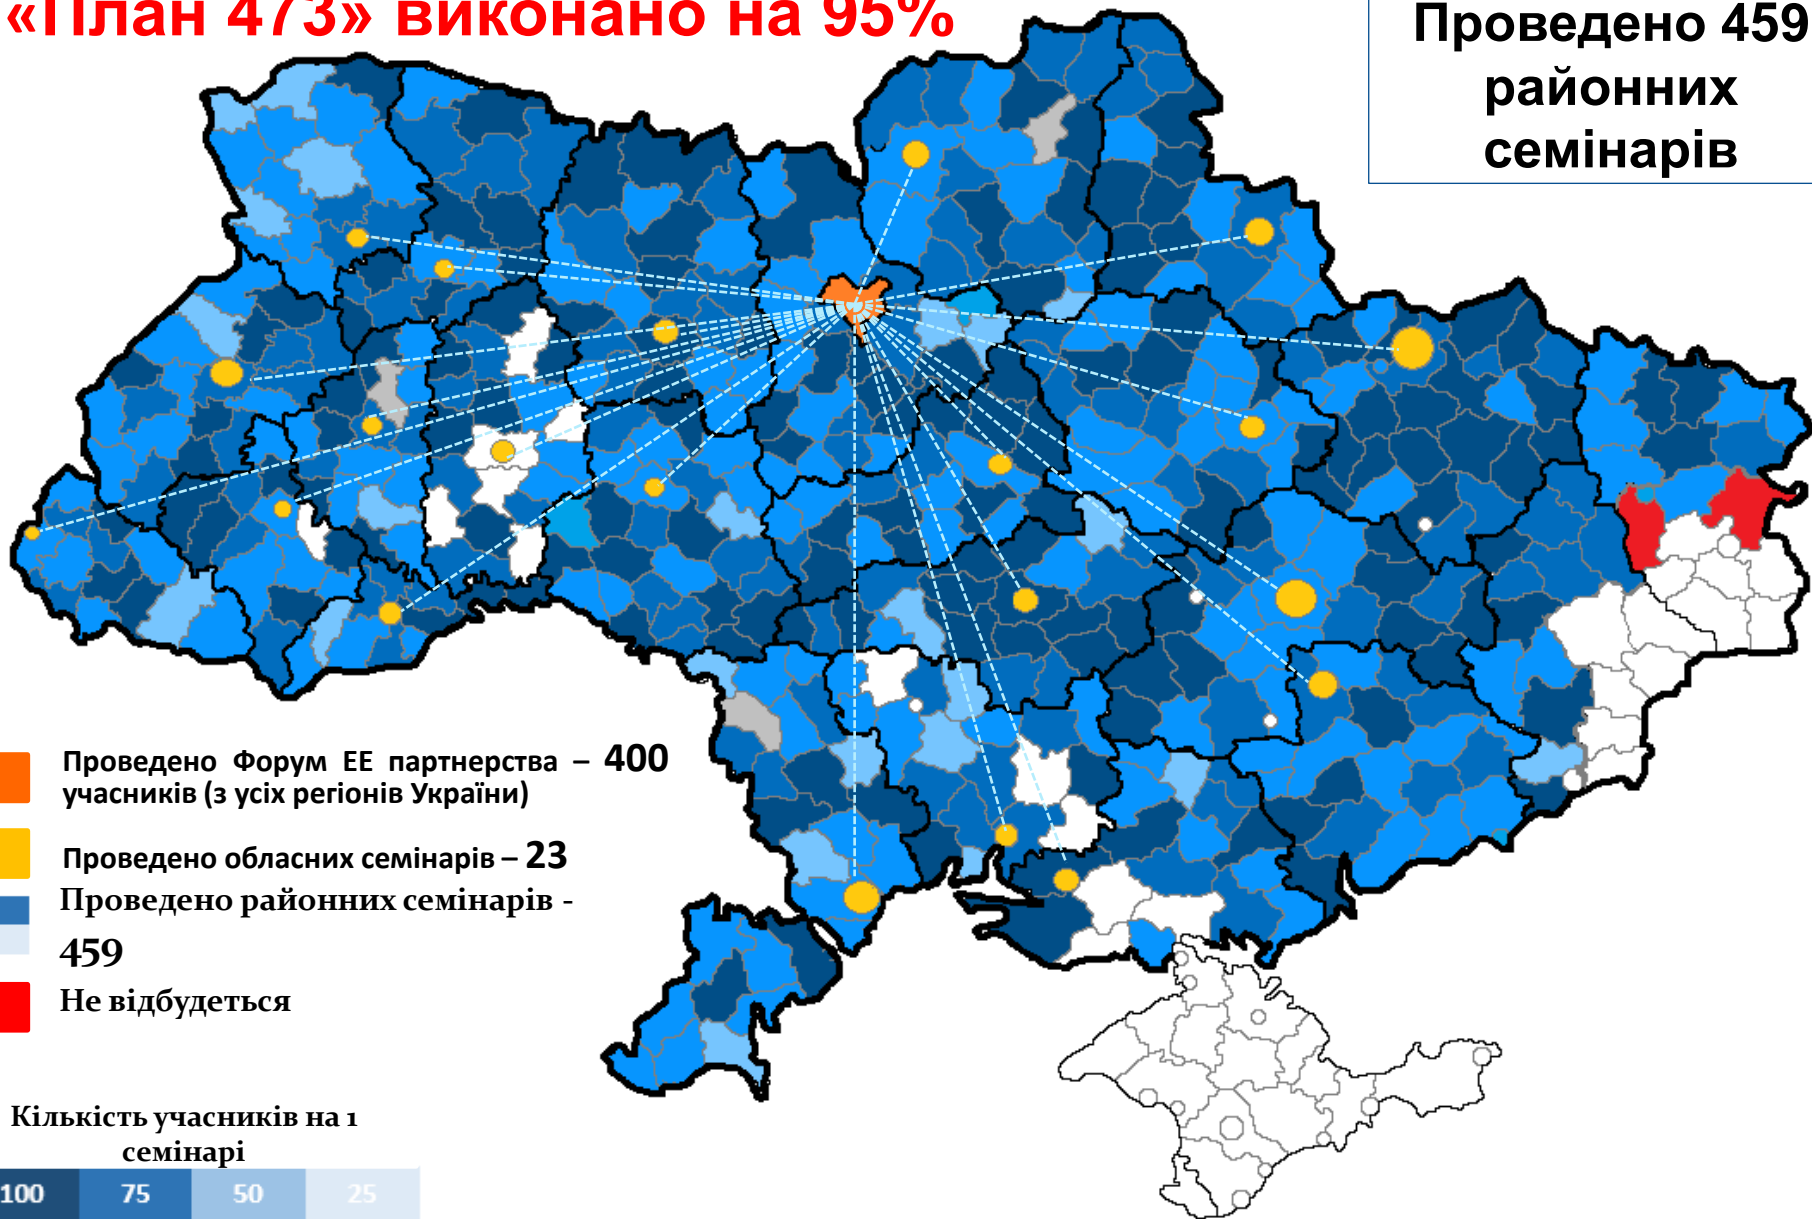 «План 473» виконано на 95%
Проведено 459
районних
семінарів
Проведено Форум ЕЕ партнерства – 400
учасників (з усіх регіонів України)
Проведено обласних семінарів – 23
Проведено районних семінарів -
459
Не відбудеться
Кількість учасників на 1
семінарі
100 75 50 25